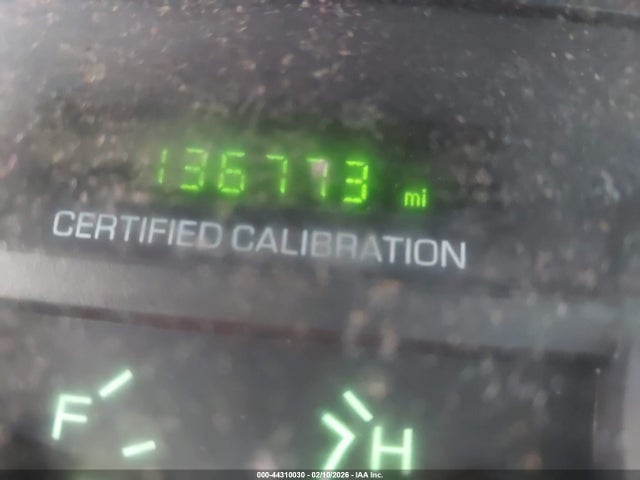 136773 mi
CERTIFIED CALIBRATION
F H
000-44310030 - 02/10/2026 - IAA Inc.